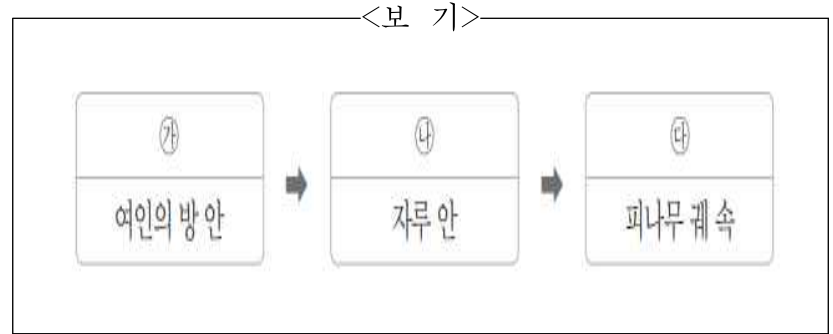 <보 기>
㉮ ㉯ ㉰
여인의 방 안 자루 안 피나무 궤 속